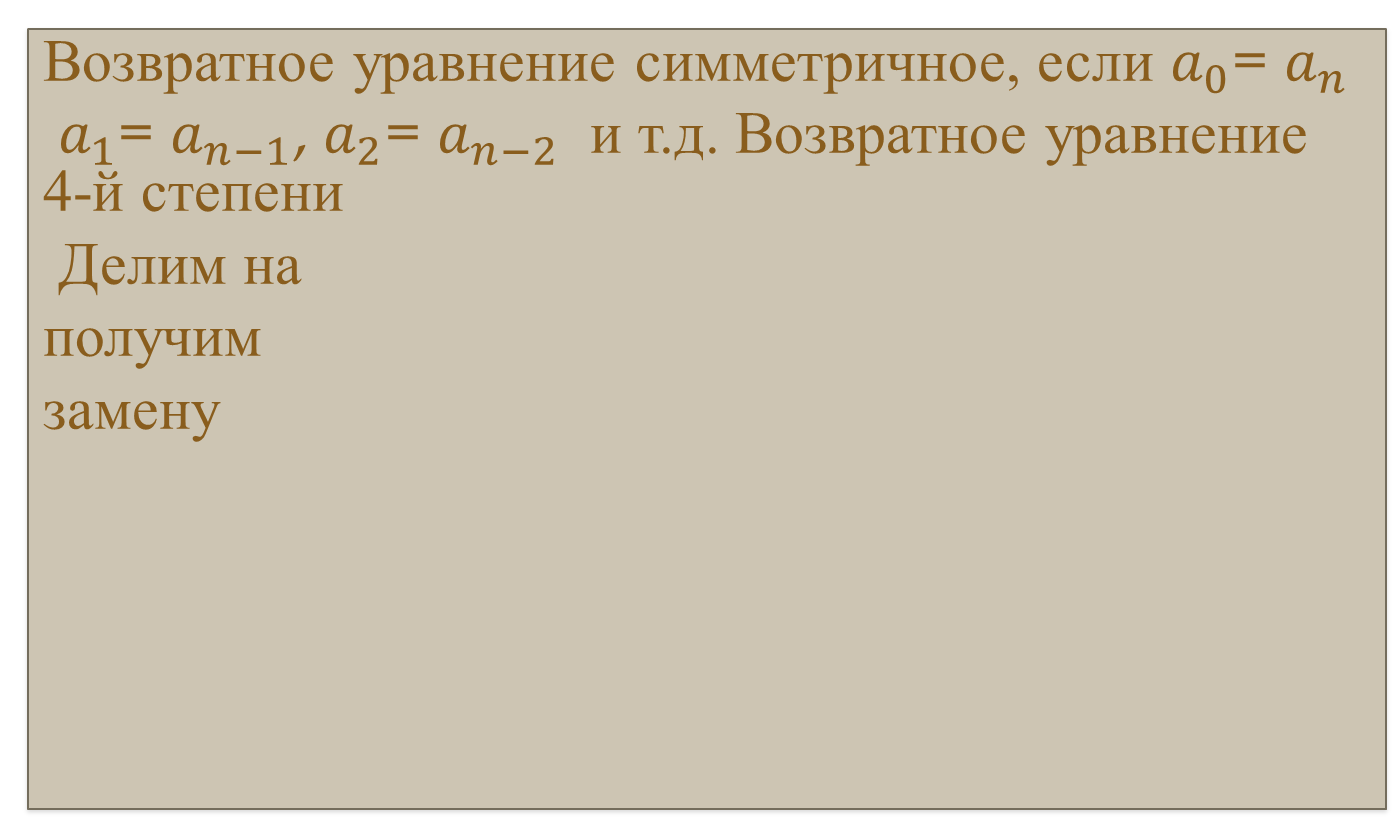 Возвратное уравнение симметричное, если 𝑎₀= 𝑎ₙ
𝑎₁= 𝑎ₙ₋₁, 𝑎₂= 𝑎ₙ₋₂ и т.д. Возвратное уравнение
4-й степени
Делим на
получим
замену